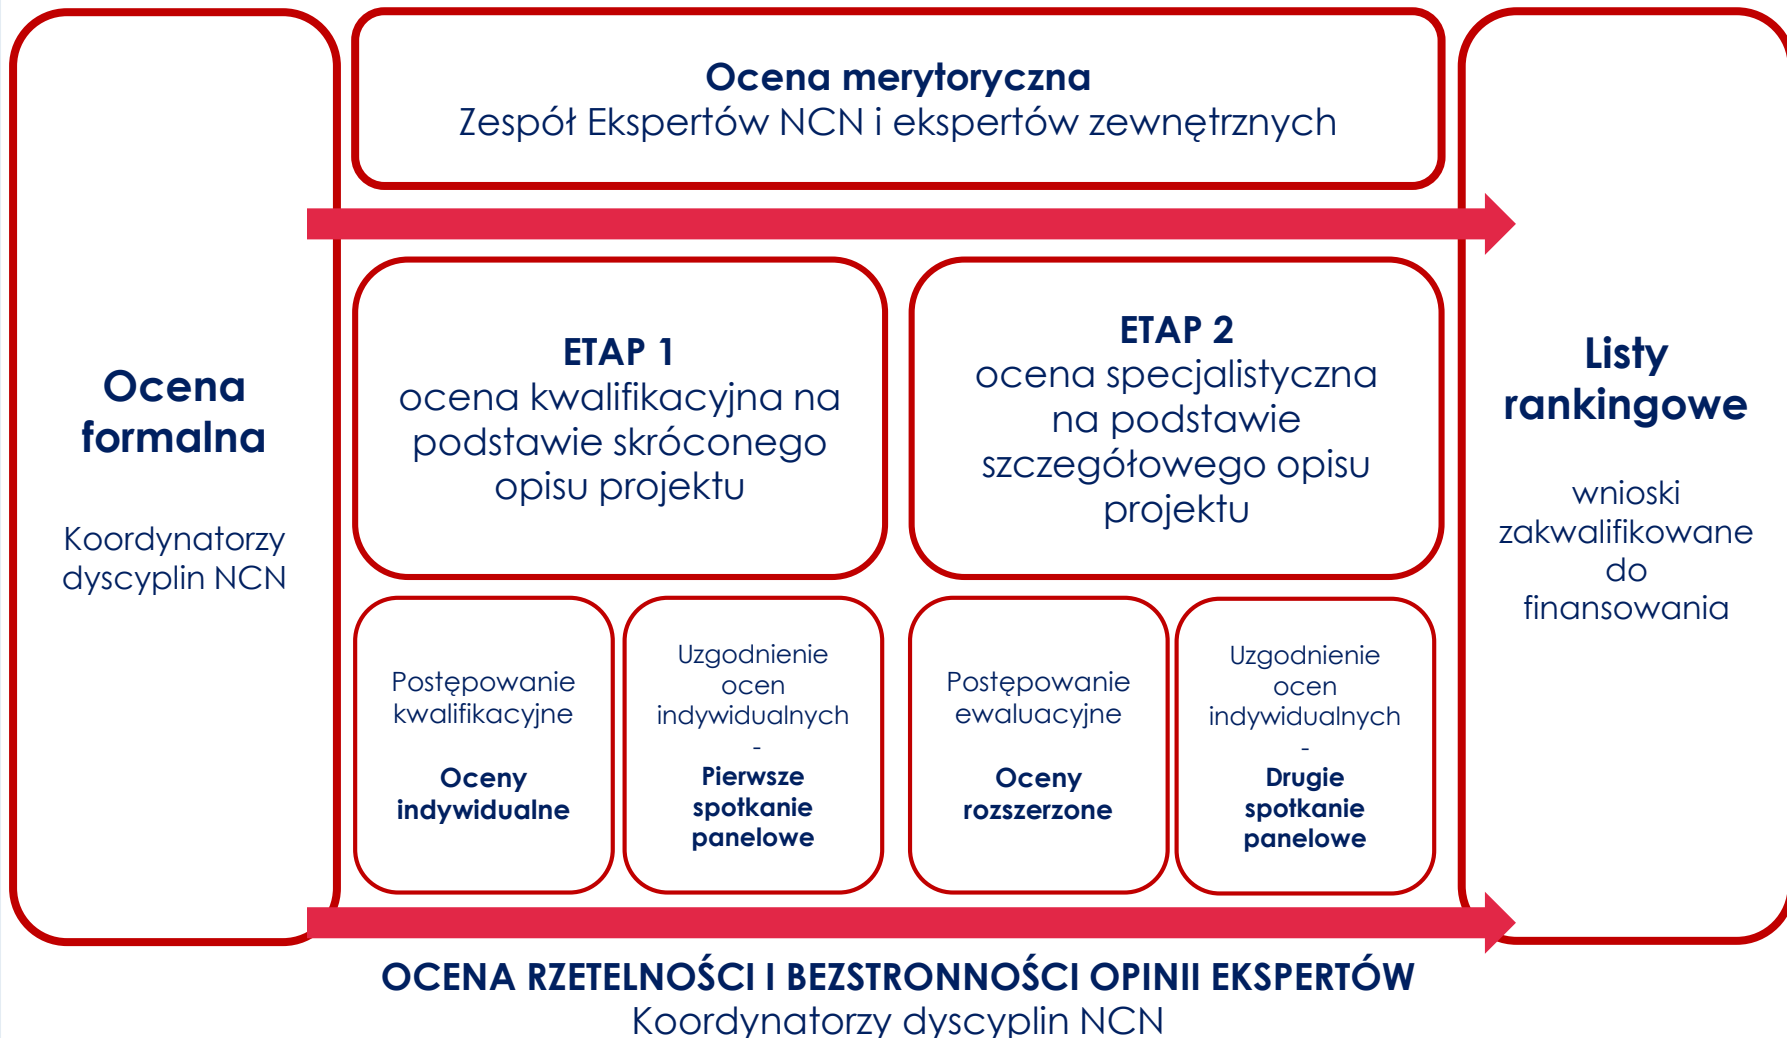 Ocena
formalna
Koordynatorzy
dyscyplin NCN
Ocena merytoryczna
Zespół Ekspertów NCN i ekspertów zewnętrznych
ETAP 1
ocena kwalifikacyjna na
podstawie skróconego
opisu projektu
ETAP 2
ocena specjalistyczna
na podstawie
szczegółowego opisu
projektu
Postępowanie
kwalifikacyjne
Oceny
indywidualne
Uzgodnienie
ocen
indywidualnych
-
Pierwsze
spotkanie
panelowe
Postępowanie
ewaluacyjne
Oceny
rozszerzone
Uzgodnienie
ocen
indywidualnych
-
Drugie
spotkanie
panelowe
Listy
rankingowe
wnioski
zakwalifikowane
do
finansowania
OCENA RZETELNOŚCI I BEZSTRONNOŚCI OPINII EKSPERTÓW
Koordynatorzy dyscyplin NCN